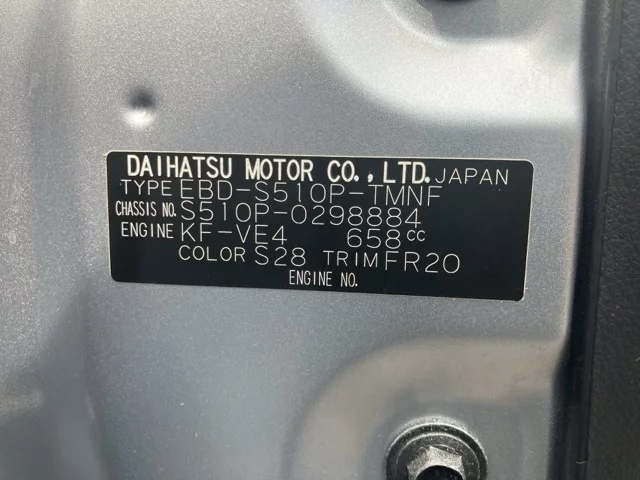 DAIHATSU MOTOR CO., LTD. JAPAN
TYPE EBD-S510P-TMNF
CHASSIS NO. S510P-0298884
ENGINE KF-VE4 658cc
COLOR S28 TRIM FR20
ENGINE NO.